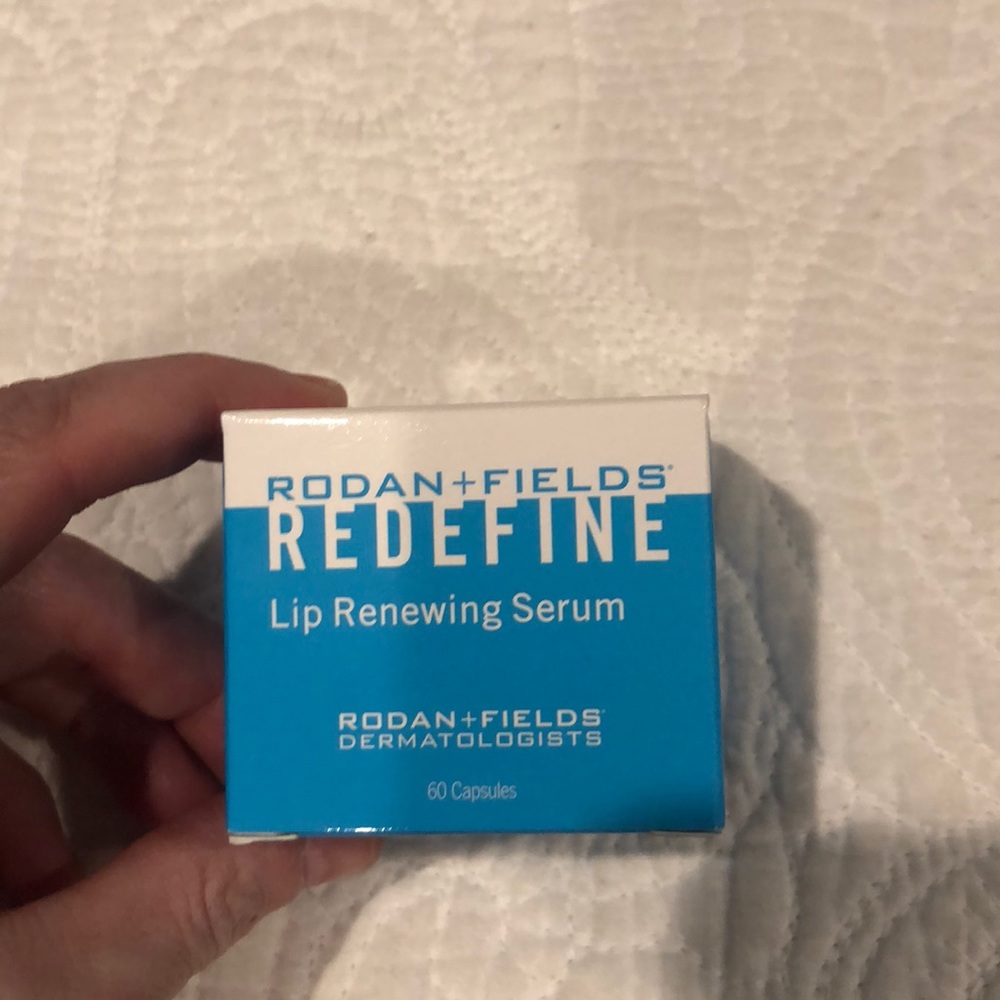 RODAN+FIELDS®
REDEFINE
Lip Renewing Serum
RODAN+FIELDS®
DERMATOLOGISTS
60 Capsules